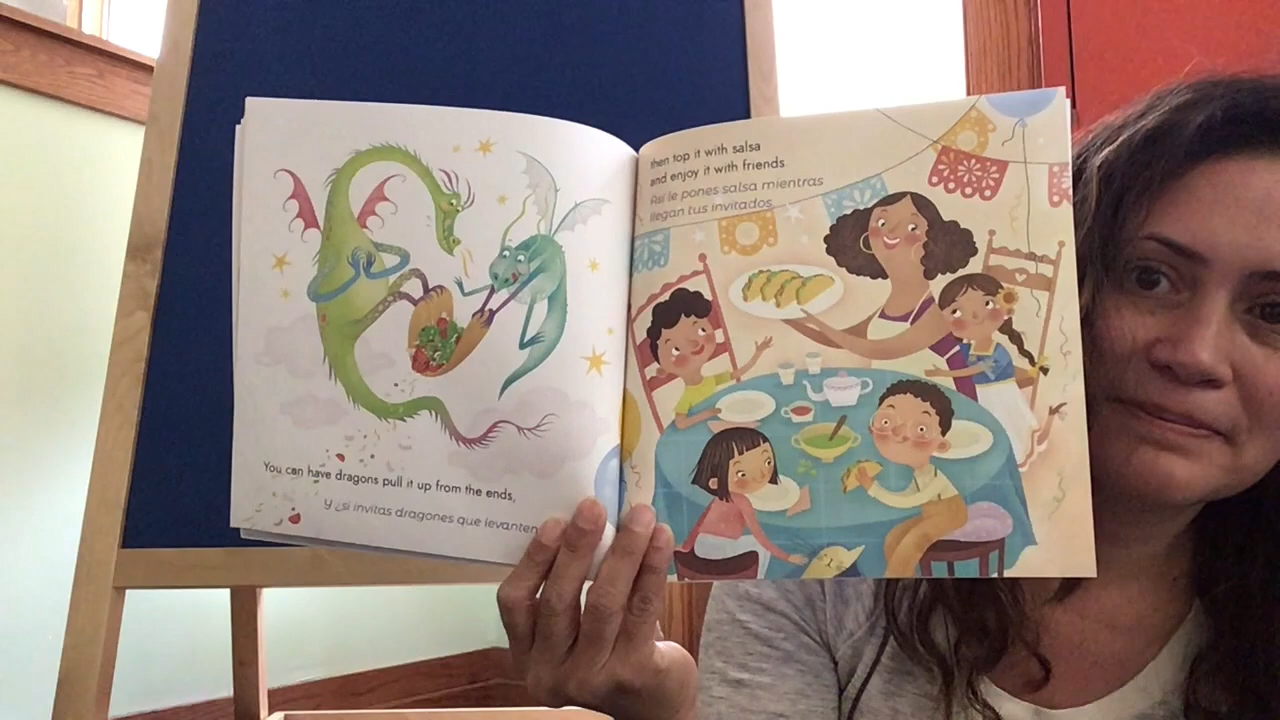 You can have dragons pull it up from the ends,
Y ¿si invitas dragones que levanten
then top it with salsa
and enjoy it with friends.
Así le pones salsa mientras
llegan tus invitados.